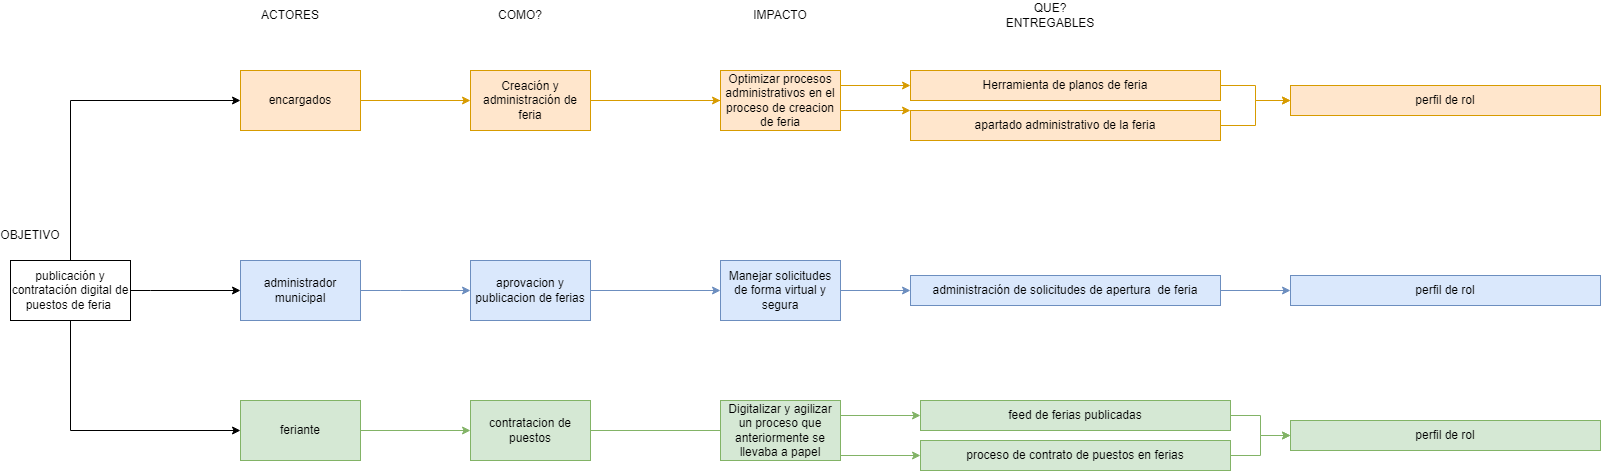 ACTORES
COMO?
IMPACTO
QUE?
ENTREGABLES
encargados
Creación y
administración de
feria
Optimizar procesos
administrativos en el
proceso de creacion
de feria
Herramienta de planos de feria
apartado administrativo de la feria
perfil de rol
OBJETIVO
publicación y
contratación digital de
puestos de feria
administrador
municipal
aprovacion y
publicacion de ferias
Manejar solicitudes
de forma virtual y
segura
administración de solicitudes de apertura  de feria
perfil de rol
feriante
contratacion de
puestos
Digitalizar y agilizar
un proceso que
anteriormente se
llevaba a papel
feed de ferias publicadas
proceso de contrato de puestos en ferias
perfil de rol